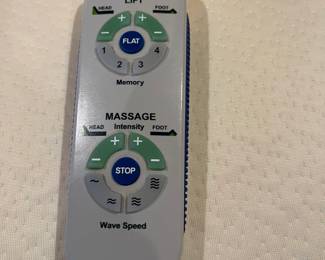 LIFT
HEAD FOOT
+ +
− FLAT −
1 4
2 3
Memory
MASSAGE
Intensity
HEAD FOOT
+ +
− STOP −
Wave Speed